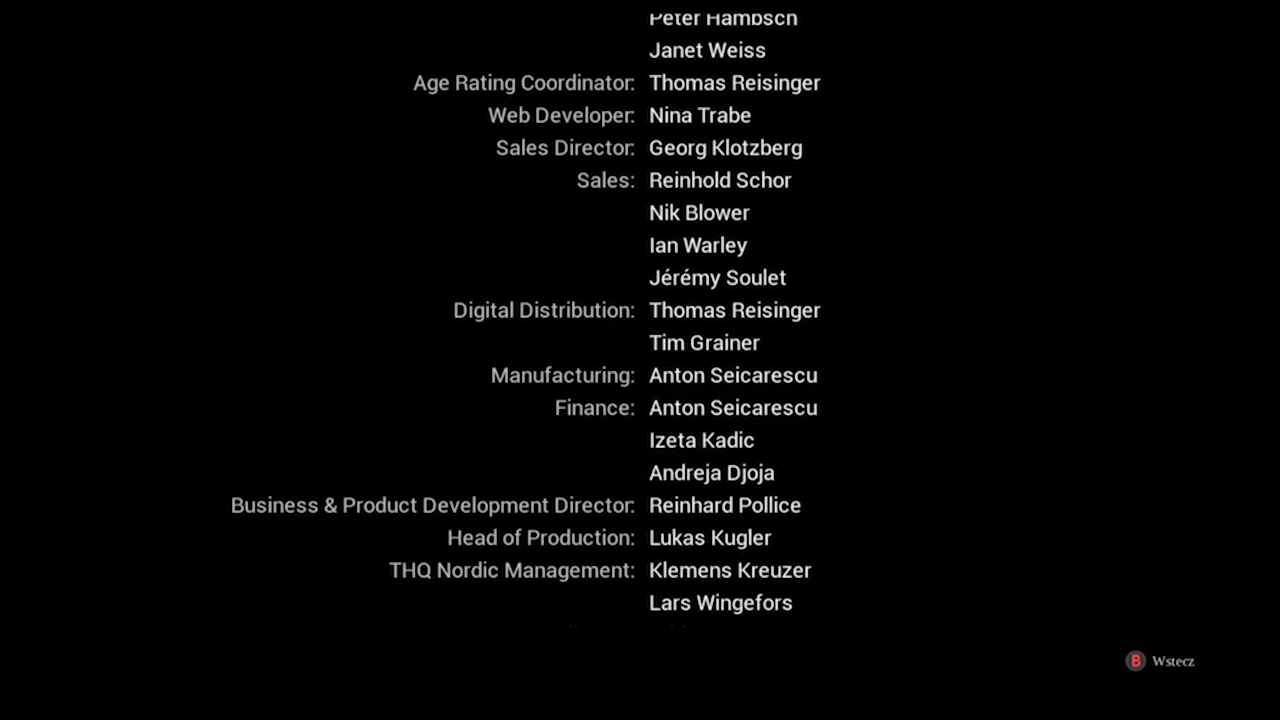 Peter Hambsch
Janet Weiss
Age Rating Coordinator: Thomas Reisinger
Web Developer: Nina Trabe
Sales Director: Georg Klotzberg
Sales: Reinhold Schor
Nik Blower
Ian Warley
Jérémy Soulet
Digital Distribution: Thomas Reisinger
Tim Grainer
Manufacturing: Anton Seicarescu
Finance: Anton Seicarescu
Izeta Kadic
Andreja Djoja
Business & Product Development Director: Reinhard Pollice
Head of Production: Lukas Kugler
THQ Nordic Management: Klemens Kreuzer
Lars Wingefors
B Wstecz